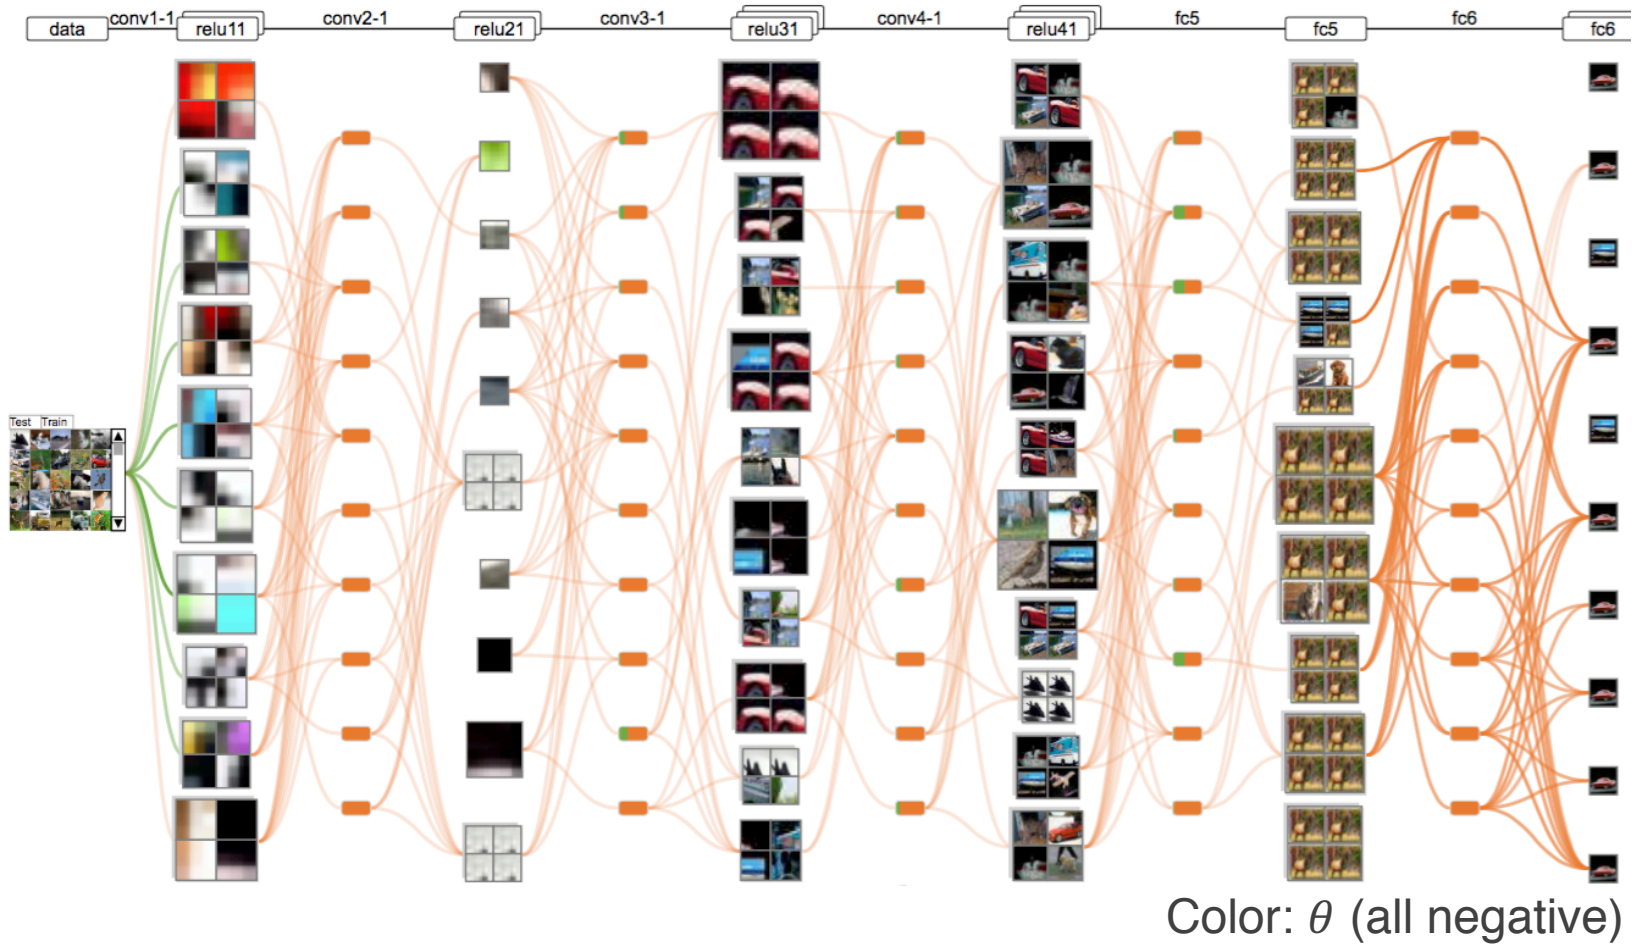 data
conv1-1
relu11
conv2-1
relu21
conv3-1
relu31
conv4-1
relu41
fc5
fc5
fc6
fc6
Test Train
Color: θ (all negative)